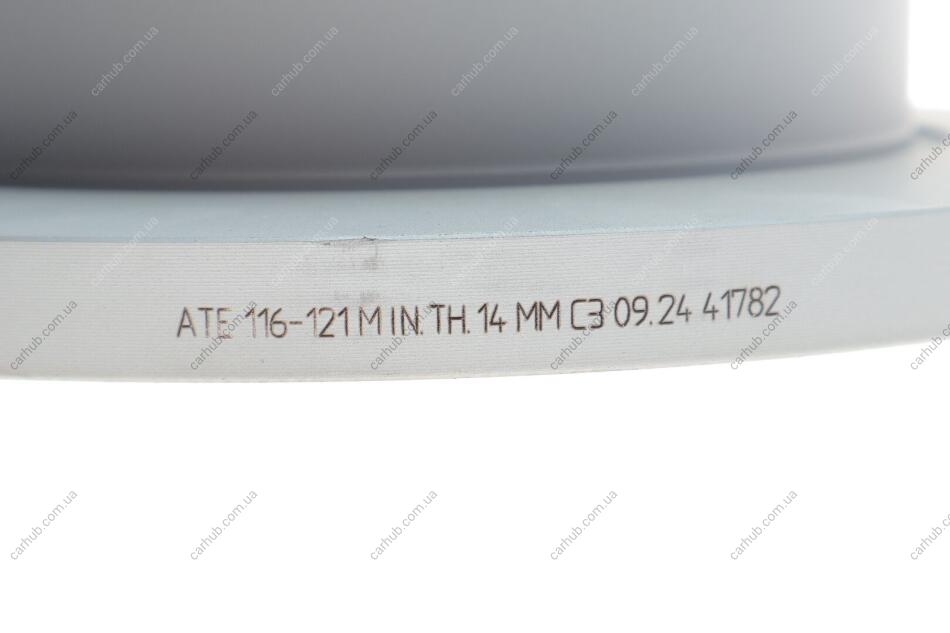 ATE 116-121 MIN.TH. 14 MM C3 09.24 41782
carhub.com.ua